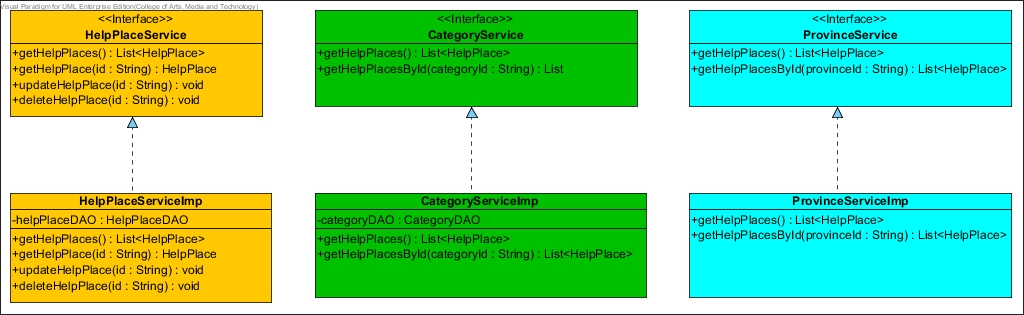 Visual Paradigm for UML Enterprise Edition(College of Arts, Media and Technology)
<<Interface>>
HelpPlaceService
+getHelpPlaces() : List<HelpPlace>
+getHelpPlace(id : String) : HelpPlace
+updateHelpPlace(id : String) : void
+deleteHelpPlace(id : String) : void
<<Interface>>
CategoryService
+getHelpPlaces() : List<HelpPlace>
+getHelpPlacesById(categoryId : String) : List
<<Interface>>
ProvinceService
+getHelpPlaces() : List<HelpPlace>
+getHelpPlacesById(provinceId : String) : List<HelpPlace>
HelpPlaceServiceImp
-helpPlaceDAO : HelpPlaceDAO
+getHelpPlaces() : List<HelpPlace>
+getHelpPlace(id : String) : HelpPlace
+updateHelpPlace(id : String) : void
+deleteHelpPlace(id : String) : void
CategoryServiceImp
-categoryDAO : CategoryDAO
+getHelpPlaces() : List<HelpPlace>
+getHelpPlacesById(categoryId : String) : List<HelpPlace>
ProvinceServiceImp
+getHelpPlaces() : List<HelpPlace>
+getHelpPlacesById(provinceId : String) : List<HelpPlace>